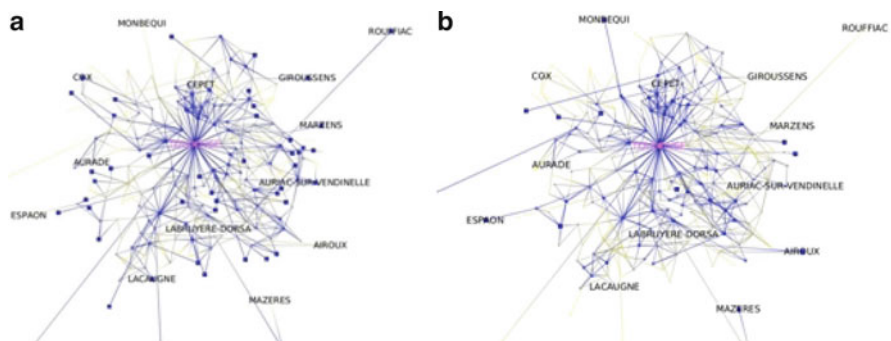 a
MONBEQUI
ROUFFIAC
COX
CEPET
GIROUSSENS
MARZENS
AURADE
AURIAC-SUR-VENDINELLE
ESPAON
LABRUYERE-DORSA
AIROUX
LACAUGNE
MAZERES
b
MONBEQUI
ROUFFIAC
COX
CEPET
GIROUSSENS
MARZENS
AURADE
AURIAC-SUR-VENDINELLE
ESPAON
LABRUYERE-DORSA
AIROUX
LACAUGNE
MAZERES